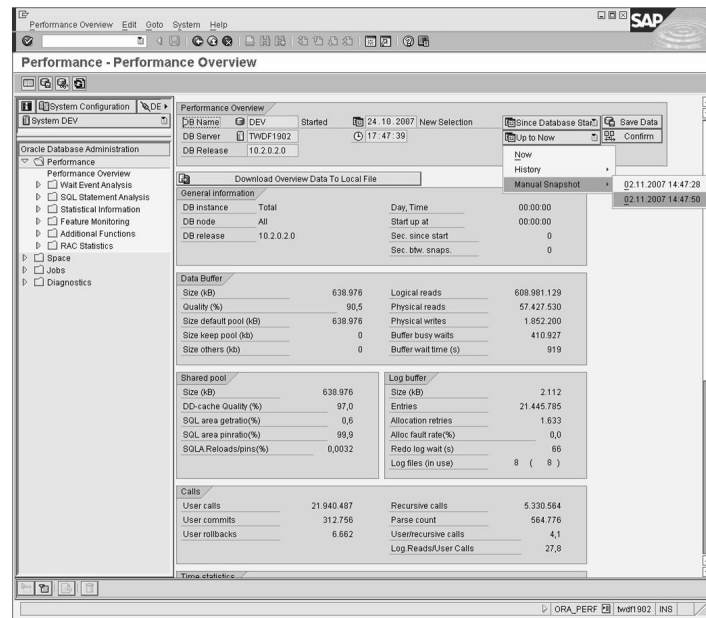 Performance Overview Edit Goto System Help
SAP
Performance - Performance Overview
System Configuration DE
System DEV
Oracle Database Administration
Performance
Performance Overview
Wait Event Analysis
SQL Statement Analysis
Statistical Information
Feature Monitoring
Additional Functions
RAC Statistics
Space
Jobs
Diagnostics
Performance Overview
DB Name DEV Started 24.10.2007 New Selection Since Database Start Save Data
DB Server TWDF1902 17:47:39 Up to Now Confirm
DB Release 10.2.0.2.0
Now
History
Manual Snapshot
02.11.2007 14:47:28
02.11.2007 14:47:50
Download Overview Data To Local File
General information
DB instance Total Day, Time 00:00:00
DB node All Start up at 00:00:00
DB release 10.2.0.2.0 Sec. since start 0
Sec. btw. snaps. 0
Data Buffer
Size (kB) 638.976 Logical reads 608.981.129
Quality (%) 90,5 Physical reads 57.427.530
Size default pool (kB) 638.976 Physical writes 1.852.200
Size keep pool (kb) 0 Buffer busy waits 410.927
Size others (kb) 0 Buffer wait time (s) 919
Shared pool
Size (kB) 638.976
DD-cache Quality (%) 97,0
SQL area getratio(%) 0,6
SQL area pinratio(%) 99,9
SQLA.Reloads/pins(%) 0,0032
Log buffer
Size (kB) 2.112
Entries 21.445.785
Allocation retries 1.633
Alloc fault rate(%) 0,0
Redo log wait (s) 66
Log files (in use) 8 ( 8 )
Calls
User calls 21.940.487 Recursive calls 5.330.564
User commits 312.756 Parse count 564.776
User rollbacks 6.662 User/recursive calls 4,1
Log.Reads/User Calls 27,8
Time statistics
ORA_PERF twdf1902 INS